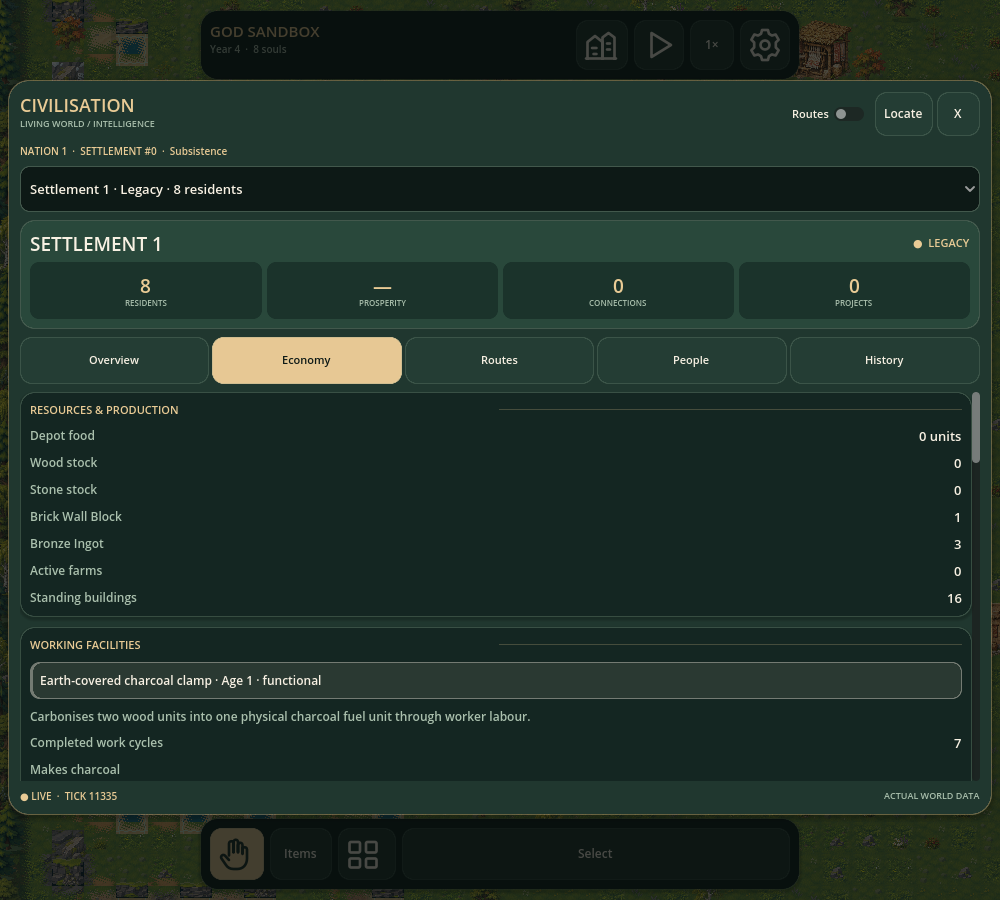 GOD SANDBOX
Year 4 · 8 souls
1×
CIVILISATION
LIVING WORLD / INTELLIGENCE
Routes
Locate
X
NATION 1 · SETTLEMENT #0 · Subsistence
Settlement 1 · Legacy · 8 residents
SETTLEMENT 1
LEGACY
8
RESIDENTS
—
PROSPERITY
0
CONNECTIONS
0
PROJECTS
Overview
Economy
Routes
People
History
RESOURCES & PRODUCTION
Depot food 0 units
Wood stock 0
Stone stock 0
Brick Wall Block 1
Bronze Ingot 3
Active farms 0
Standing buildings 16
WORKING FACILITIES
Earth-covered charcoal clamp · Age 1 · functional
Carbonises two wood units into one physical charcoal fuel unit through worker labour.
Completed work cycles 7
Makes charcoal
LIVE · TICK 11335
ACTUAL WORLD DATA
Items
Select